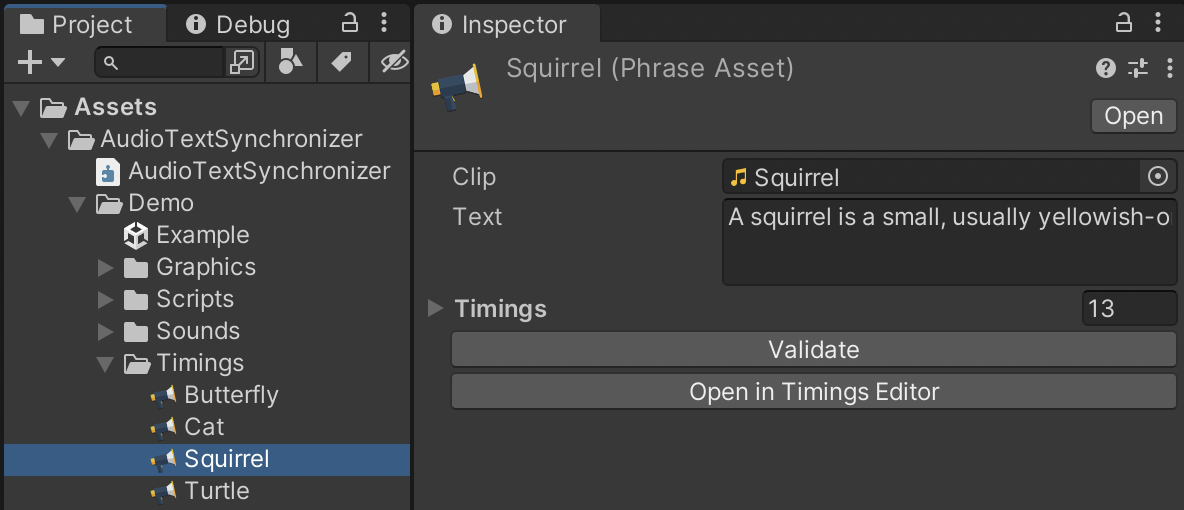 Project
Debug
Assets
AudioTextSynchronizer
AudioTextSynchronizer
Demo
Example
Graphics
Scripts
Sounds
Timings
Butterfly
Cat
Squirrel
Turtle
Inspector
Squirrel (Phrase Asset)
Open
Clip Squirrel
Text A squirrel is a small, usually yellowish-o
Timings 13
Validate
Open in Timings Editor